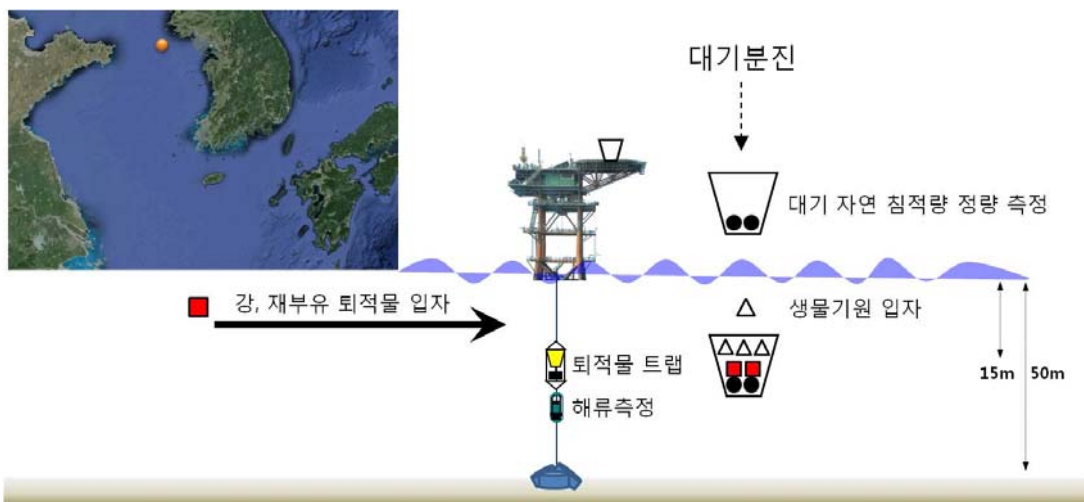 대기분진
대기 자연 침적량 정량 측정
강, 재부유 퇴적물 입자
생물기원 입자
퇴적물 트랩
15m
50m
해류측정